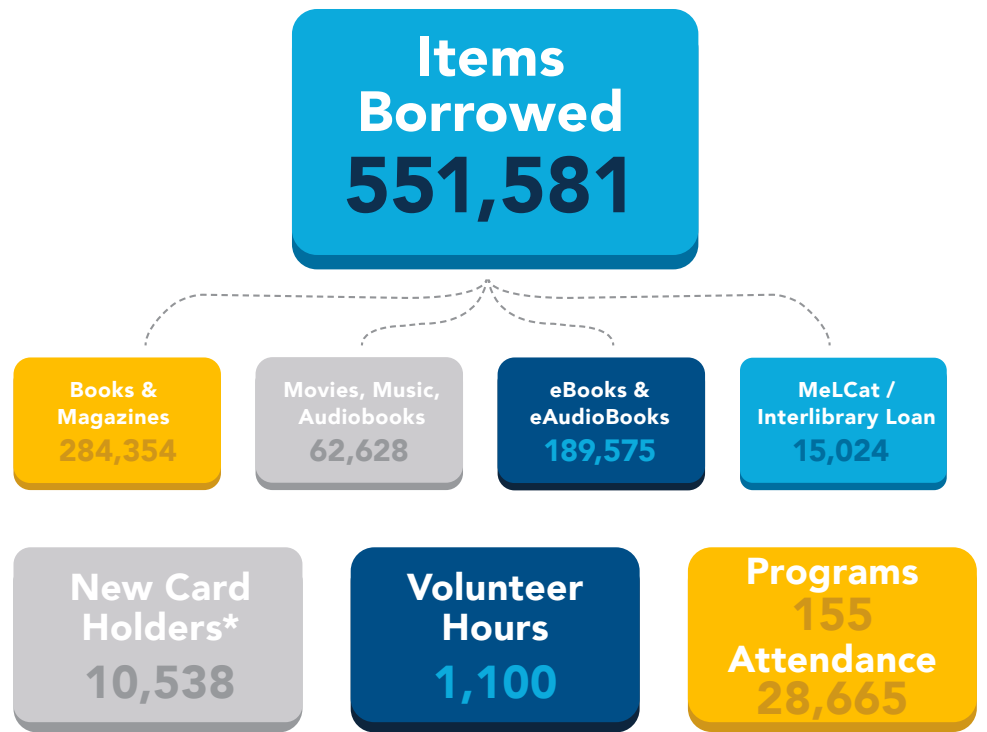 Items
Borrowed
551,581
Books &
Magazines
284,354
Movies, Music,
Audiobooks
62,628
eBooks &
eAudioBooks
189,575
MeLCat /
Interlibrary Loan
15,024
New Card
Holders*
10,538
Volunteer
Hours
1,100
Programs
155
Attendance
28,665